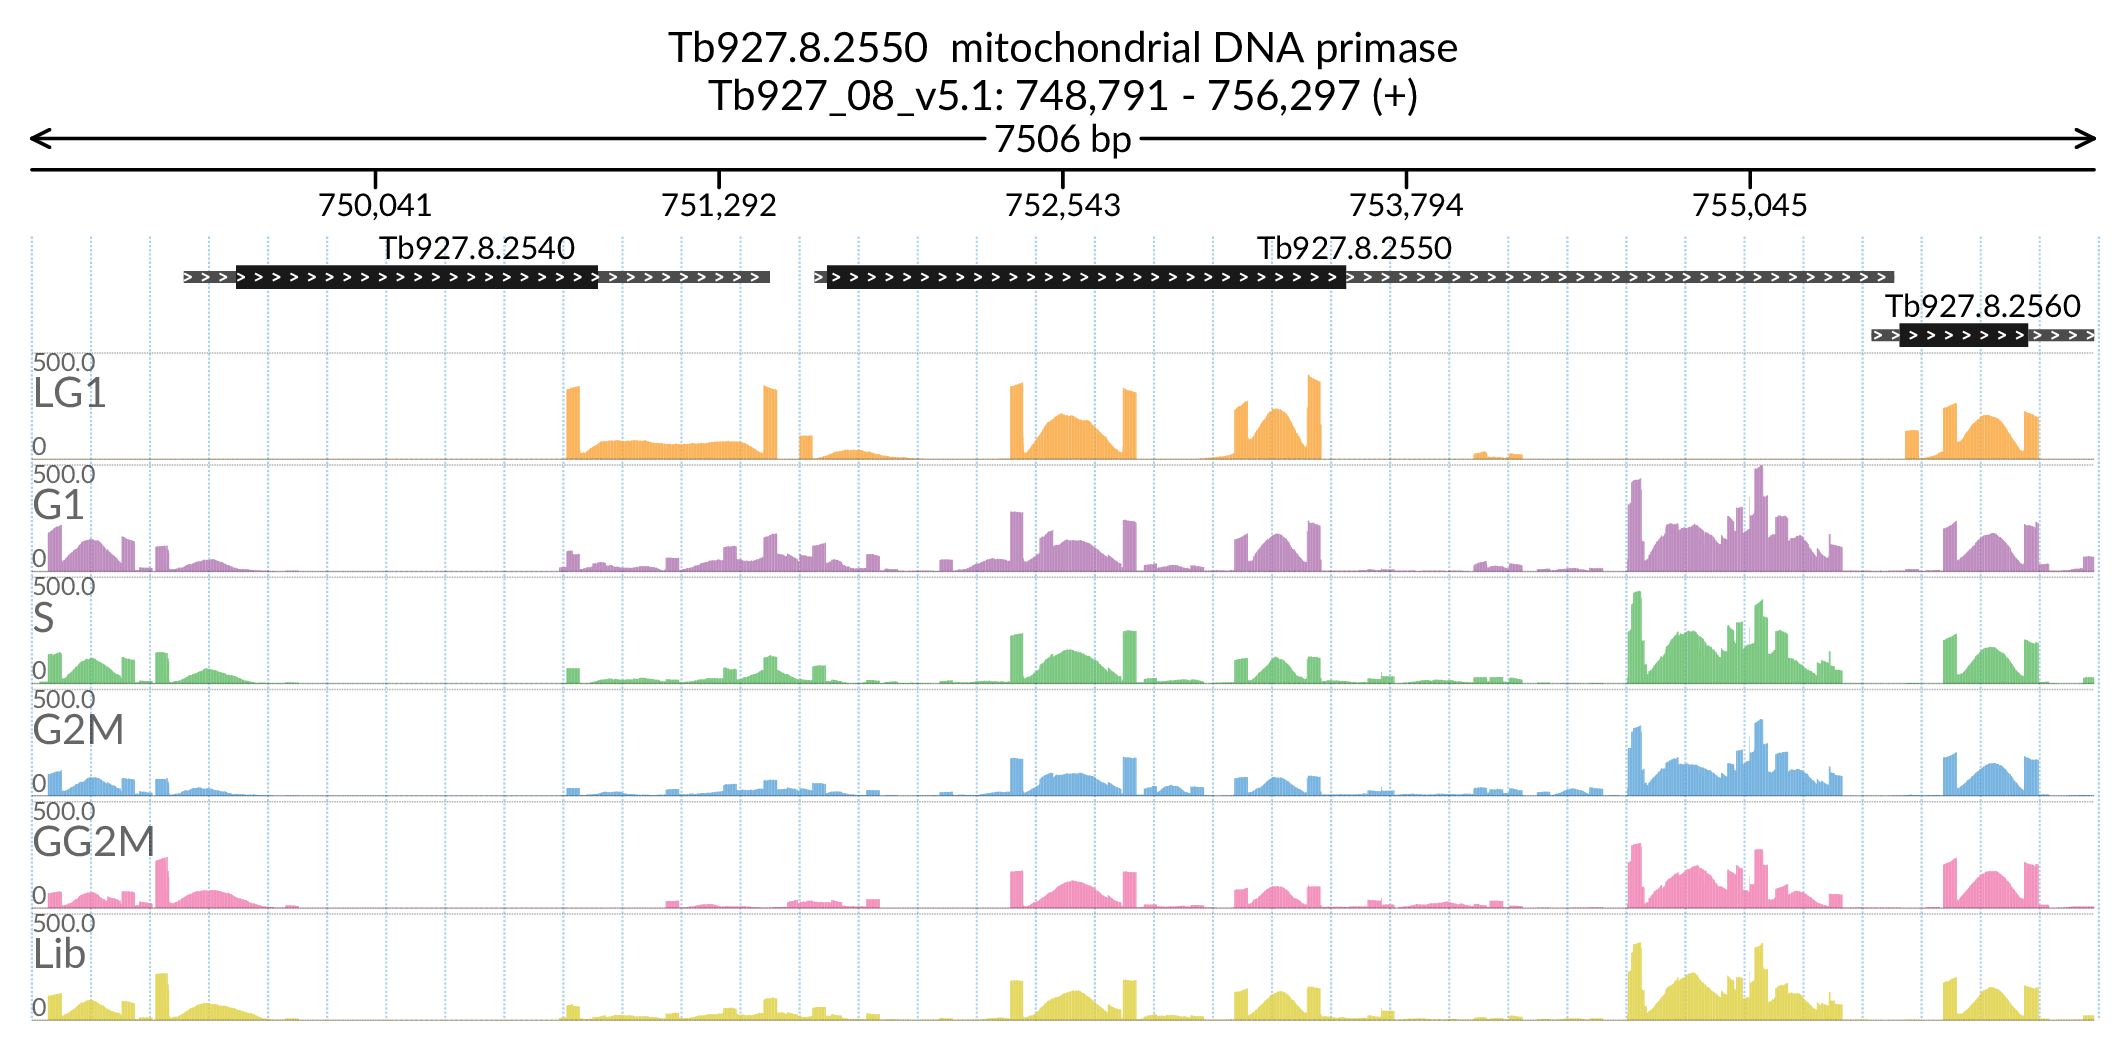 Tb927.8.2550  mitochondrial DNA primase
Tb927_08_v5.1: 748,791 - 756,297 (+)
7506 bp
750,041 751,292 752,543 753,794 755,045
Tb927.8.2540 Tb927.8.2550
Tb927.8.2560
500.0
LG1
0
500.0
G1
0
500.0
S
0
500.0
G2M
0
500.0
GG2M
0
500.0
Lib
0